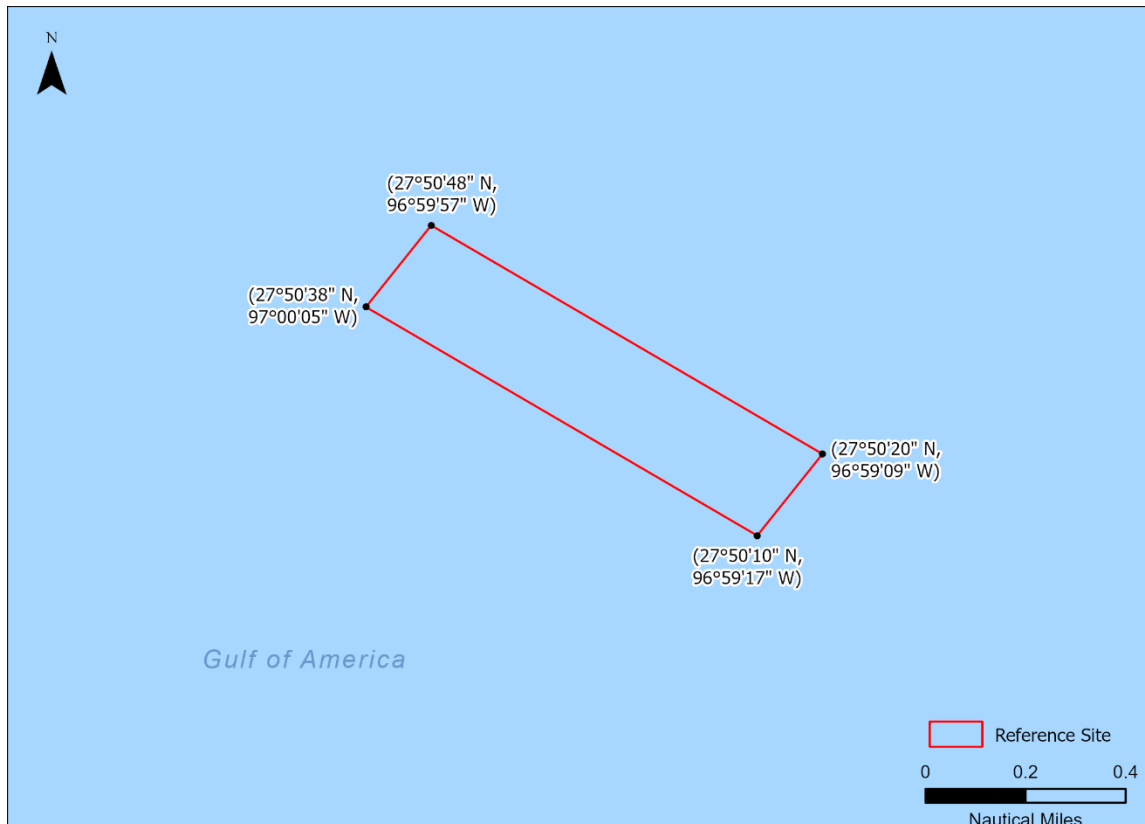 N
(27°50'48" N,
96°59'57" W)
(27°50'38" N,
97°00'05" W)
(27°50'20" N,
96°59'09" W)
(27°50'10" N,
96°59'17" W)
Gulf of America
Reference Site
0 0.2 0.4
Nautical Miles